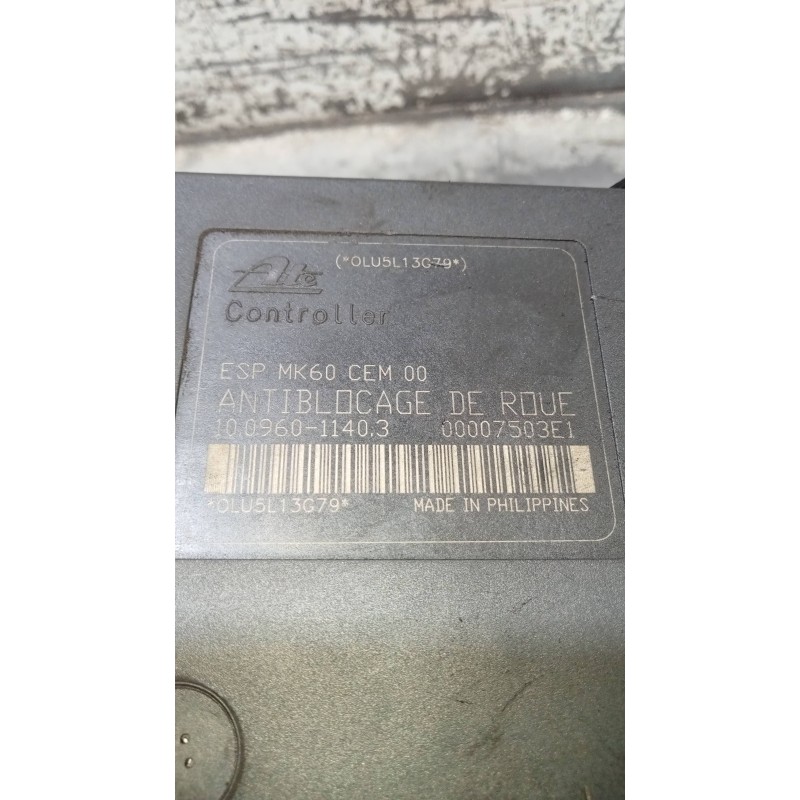 (*OLU5L13G79*)
Ate
Controller
ESP MK60 CEM 00
ANTIBLOCAGE DE ROUE
10.0960-1140.3 00007503E1
*OLU5L13G79* MADE IN PHILIPPINES